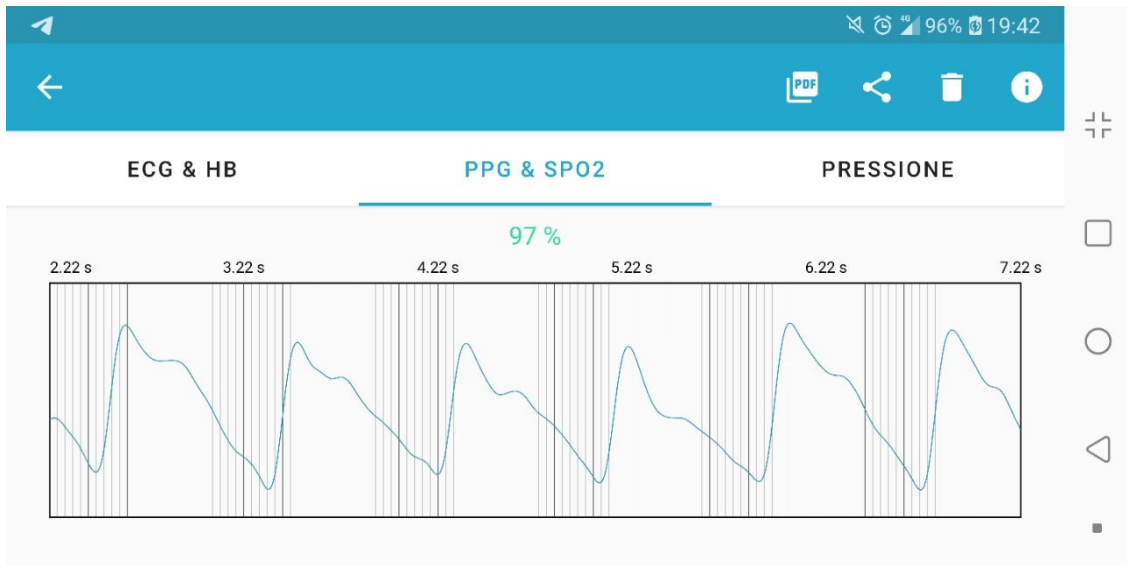 4G 96% 19:42
PDF
ECG & HB PPG & SPO2 PRESSIONE
97 %
2.22 s 3.22 s 4.22 s 5.22 s 6.22 s 7.22 s